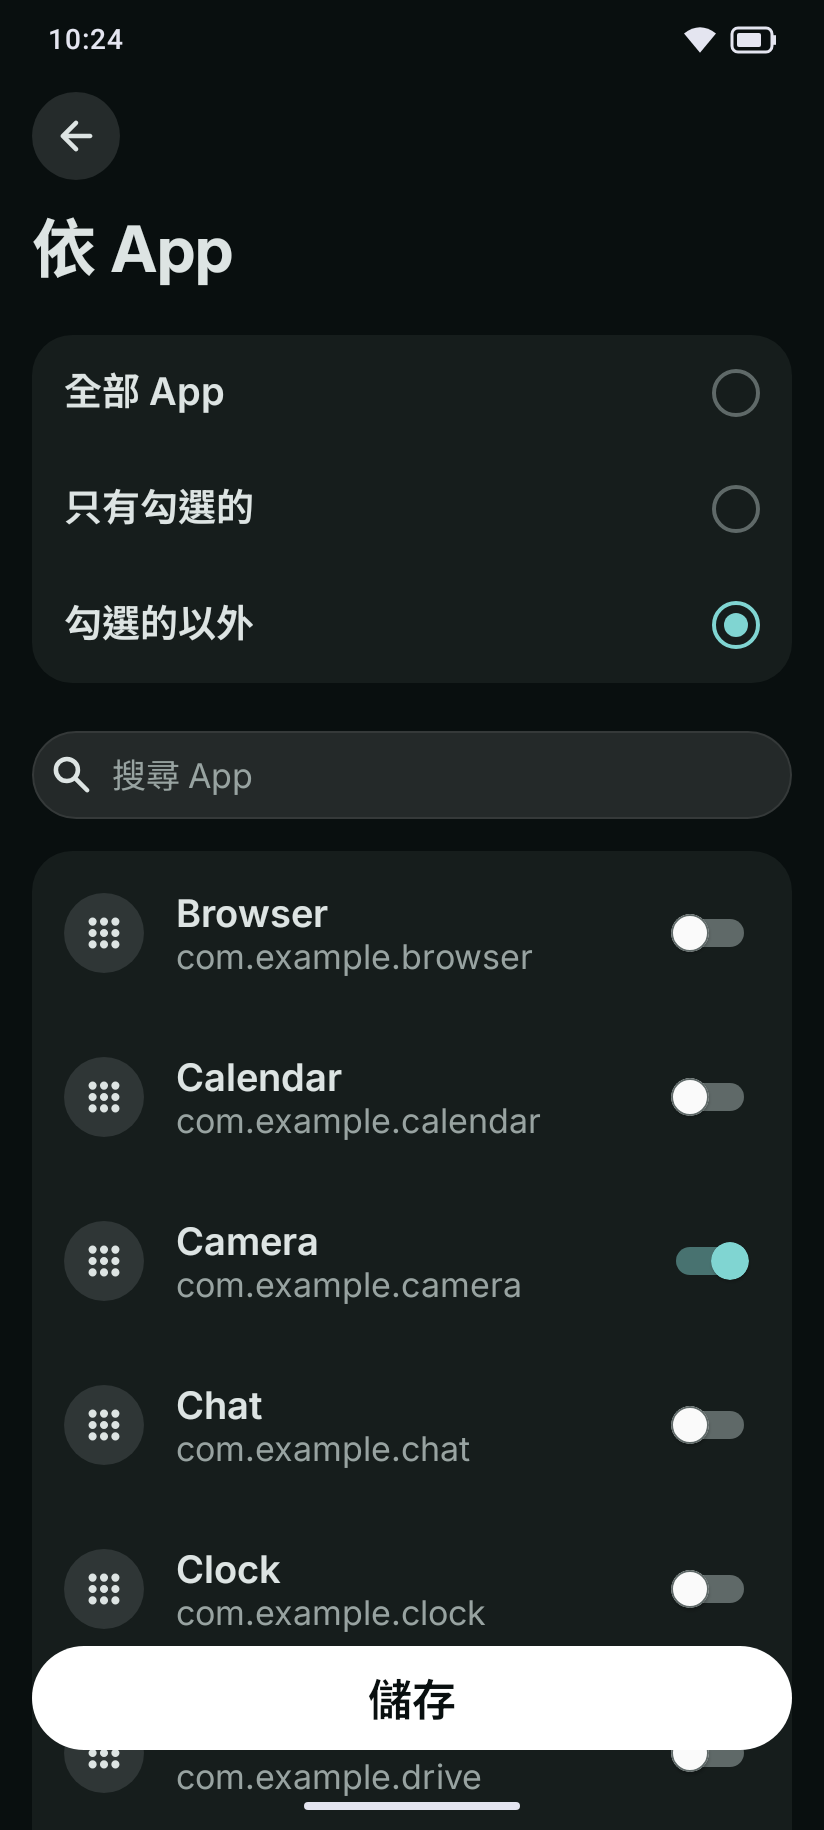 10:24
依 App
全部 App
只有勾選的
勾選的以外
搜尋 App
Browser
com.example.browser
Calendar
com.example.calendar
Camera
com.example.camera
Chat
com.example.chat
Clock
com.example.clock
儲存
com.example.drive